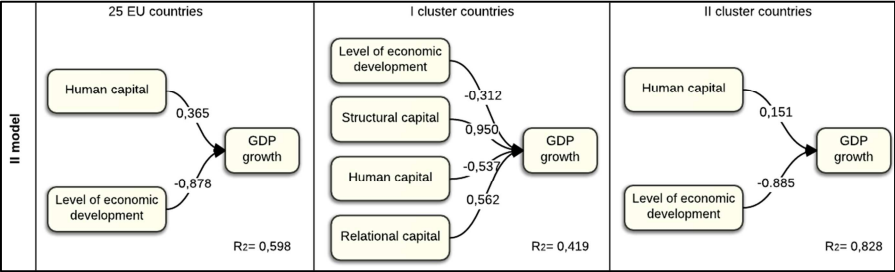 II model
25 EU countries
Human capital
0,365
GDP
growth
-0,878
Level of economic
development
R2= 0,598
I cluster countries
Level of economic
development
-0,312
Structural capital
0,950
GDP
growth
Human capital
-0,537
0,562
Relational capital
R2= 0,419
II cluster countries
Human capital
0,151
GDP
growth
-0.885
Level of economic
development
R2= 0,828